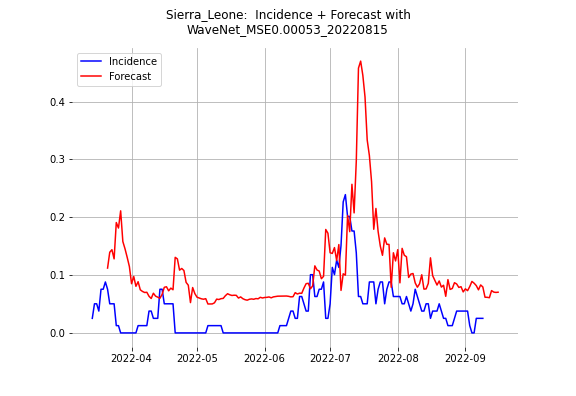 Sierra_Leone:  Incidence + Forecast with
WaveNet_MSE0.00053_20220815
Incidence
Forecast
0.4
0.3
0.2
0.1
0.0
2022-04 2022-05 2022-06 2022-07 2022-08 2022-09